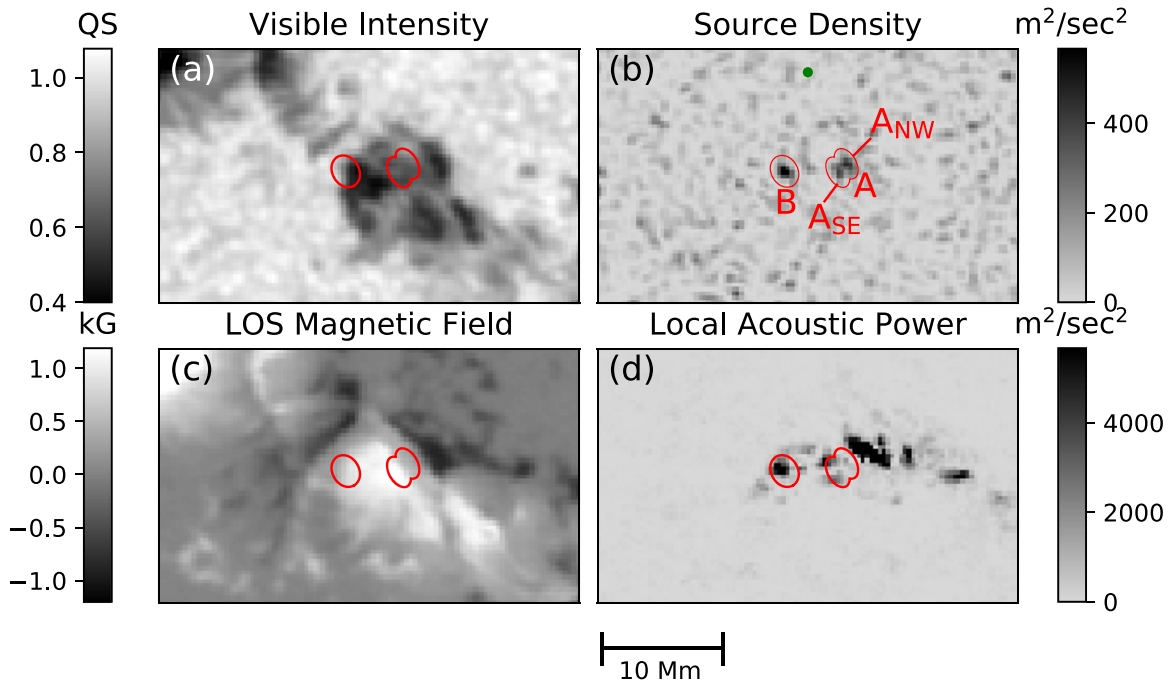 QS
Visible Intensity
Source Density
m²/sec²
1.0
0.8
0.6
0.4
(a)
(b)
A_NW
A
B
A_SE
400
200
0
kG
LOS Magnetic Field
Local Acoustic Power
m²/sec²
1.0
0.5
0.0
−0.5
−1.0
(c)
(d)
4000
2000
0
10 Mm